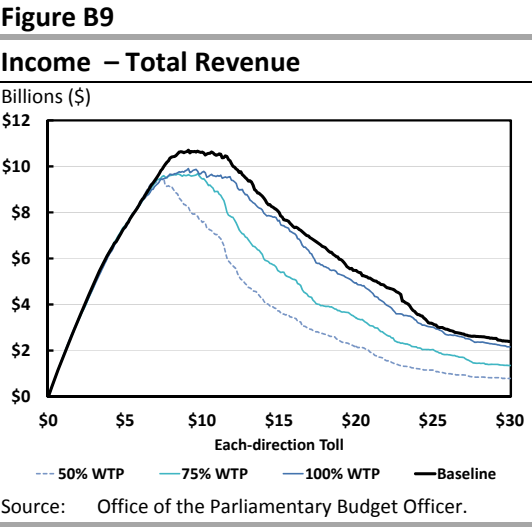 Figure B9
Income – Total Revenue
Billions ($)
$12
$10
$8
$6
$4
$2
$0
$0 $5 $10 $15 $20 $25 $30
Each-direction Toll
50% WTP 75% WTP 100% WTP Baseline
Source: Office of the Parliamentary Budget Officer.